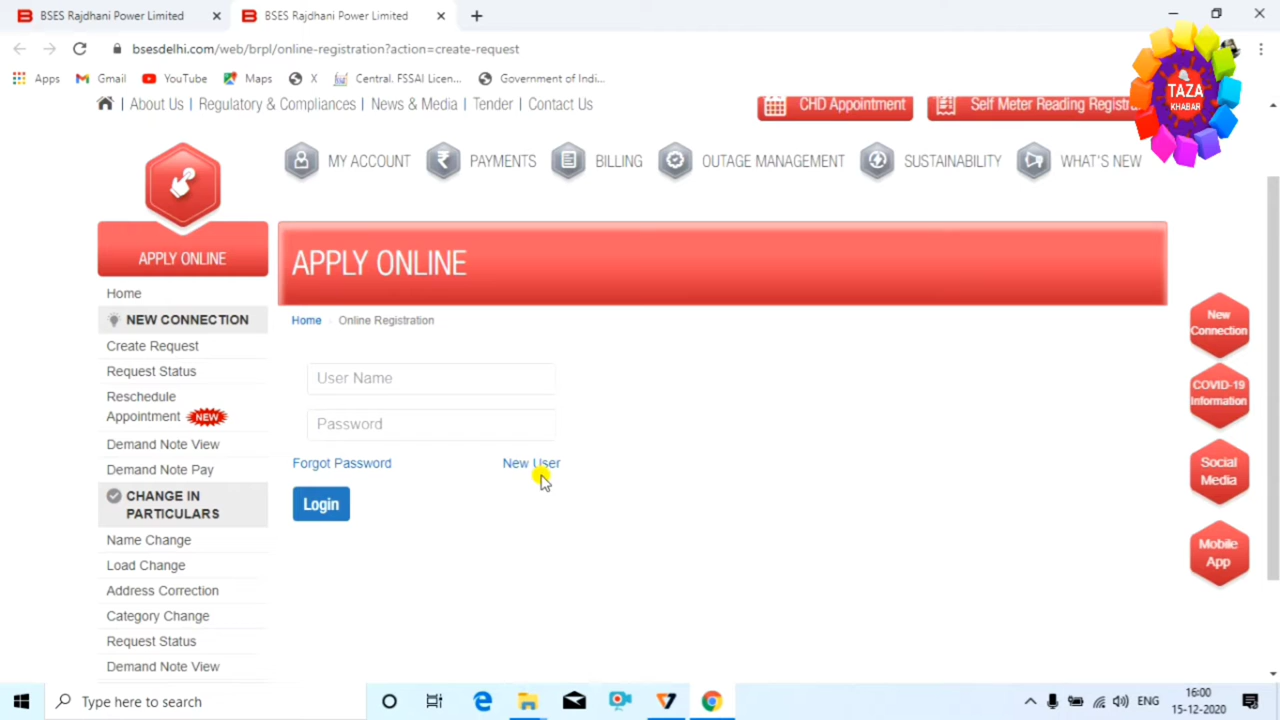 BSES Rajdhani Power Limited
BSES Rajdhani Power Limited
bsesdelhi.com/web/brpl/online-registration?action=create-request
Apps
Gmail
YouTube
Maps
X
Central. FSSAI Licen...
Government of Indi...
TAZA
KHABAR
About Us | Regulatory & Compliances | News & Media | Tender | Contact Us
CHD Appointment
Self Meter Reading Registra
MY ACCOUNT
PAYMENTS
BILLING
OUTAGE MANAGEMENT
SUSTAINABILITY
WHAT'S NEW
APPLY ONLINE
APPLY ONLINE
Home
NEW CONNECTION
Create Request
Request Status
Reschedule
Appointment NEW
Demand Note View
Demand Note Pay
CHANGE IN
PARTICULARS
Name Change
Load Change
Address Correction
Category Change
Request Status
Demand Note View
Home
Online Registration
User Name
Password
Forgot Password
New User
Login
New
Connection
COVID-19
Information
Social
Media
Mobile
App
Type here to search
ENG
16:00
15-12-2020